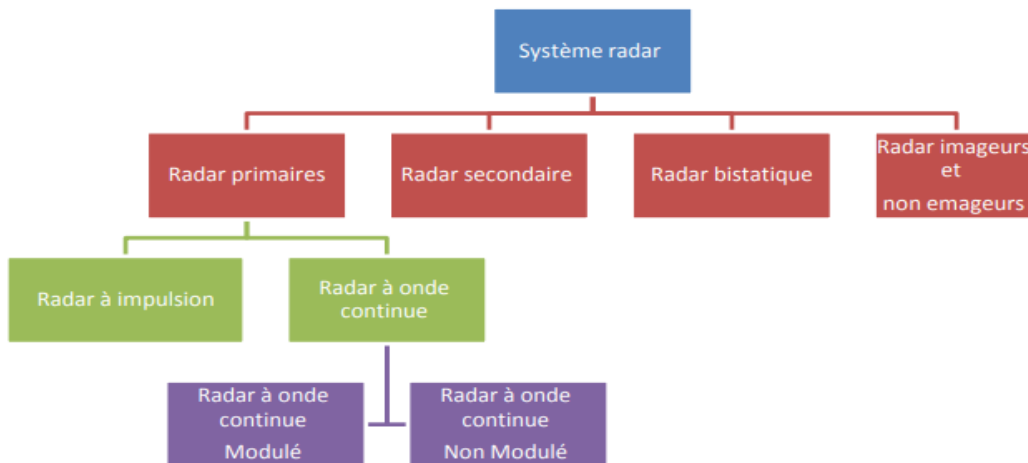 Système radar
Radar primaires
Radar secondaire
Radar bistatique
Radar imageurs
et
non emageurs
Radar à impulsion
Radar à onde
continue
Radar à onde
continue
Modulé
Radar à onde
continue
Non Modulé